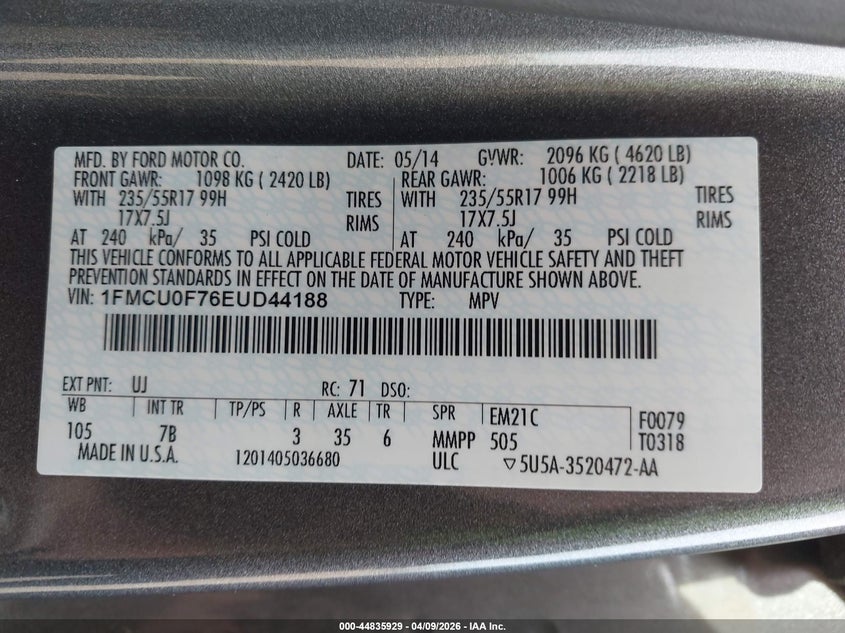 MFD. BY FORD MOTOR CO. DATE: 05/14 GVWR: 2096 KG ( 4620 LB)
FRONT GAWR: 1098 KG ( 2420 LB) REAR GAWR: 1006 KG ( 2218 LB)
WITH 235/55R17 99H TIRES WITH 235/55R17 99H TIRES
17X7.5J RIMS 17X7.5J RIMS
AT 240 kPa/ 35 PSI COLD AT 240 kPa/ 35 PSI COLD
THIS VEHICLE CONFORMS TO ALL APPLICABLE FEDERAL MOTOR VEHICLE SAFETY AND THEFT
PREVENTION STANDARDS IN EFFECT ON THE DATE OF MANUFACTURE SHOWN ABOVE.
VIN: 1FMCU0F76EUD44188 TYPE: MPV
EXT PNT: UJ RC: 71 DSO:
WB INT TR TP/PS R AXLE TR SPR EM21C F0079
105 7B 3 35 6 MMPP 505 T0318
MADE IN U.S.A. 1201405036680 ULC ▽5U5A-3520472-AA
000-44835929 - 04/09/2026 - IAA Inc.